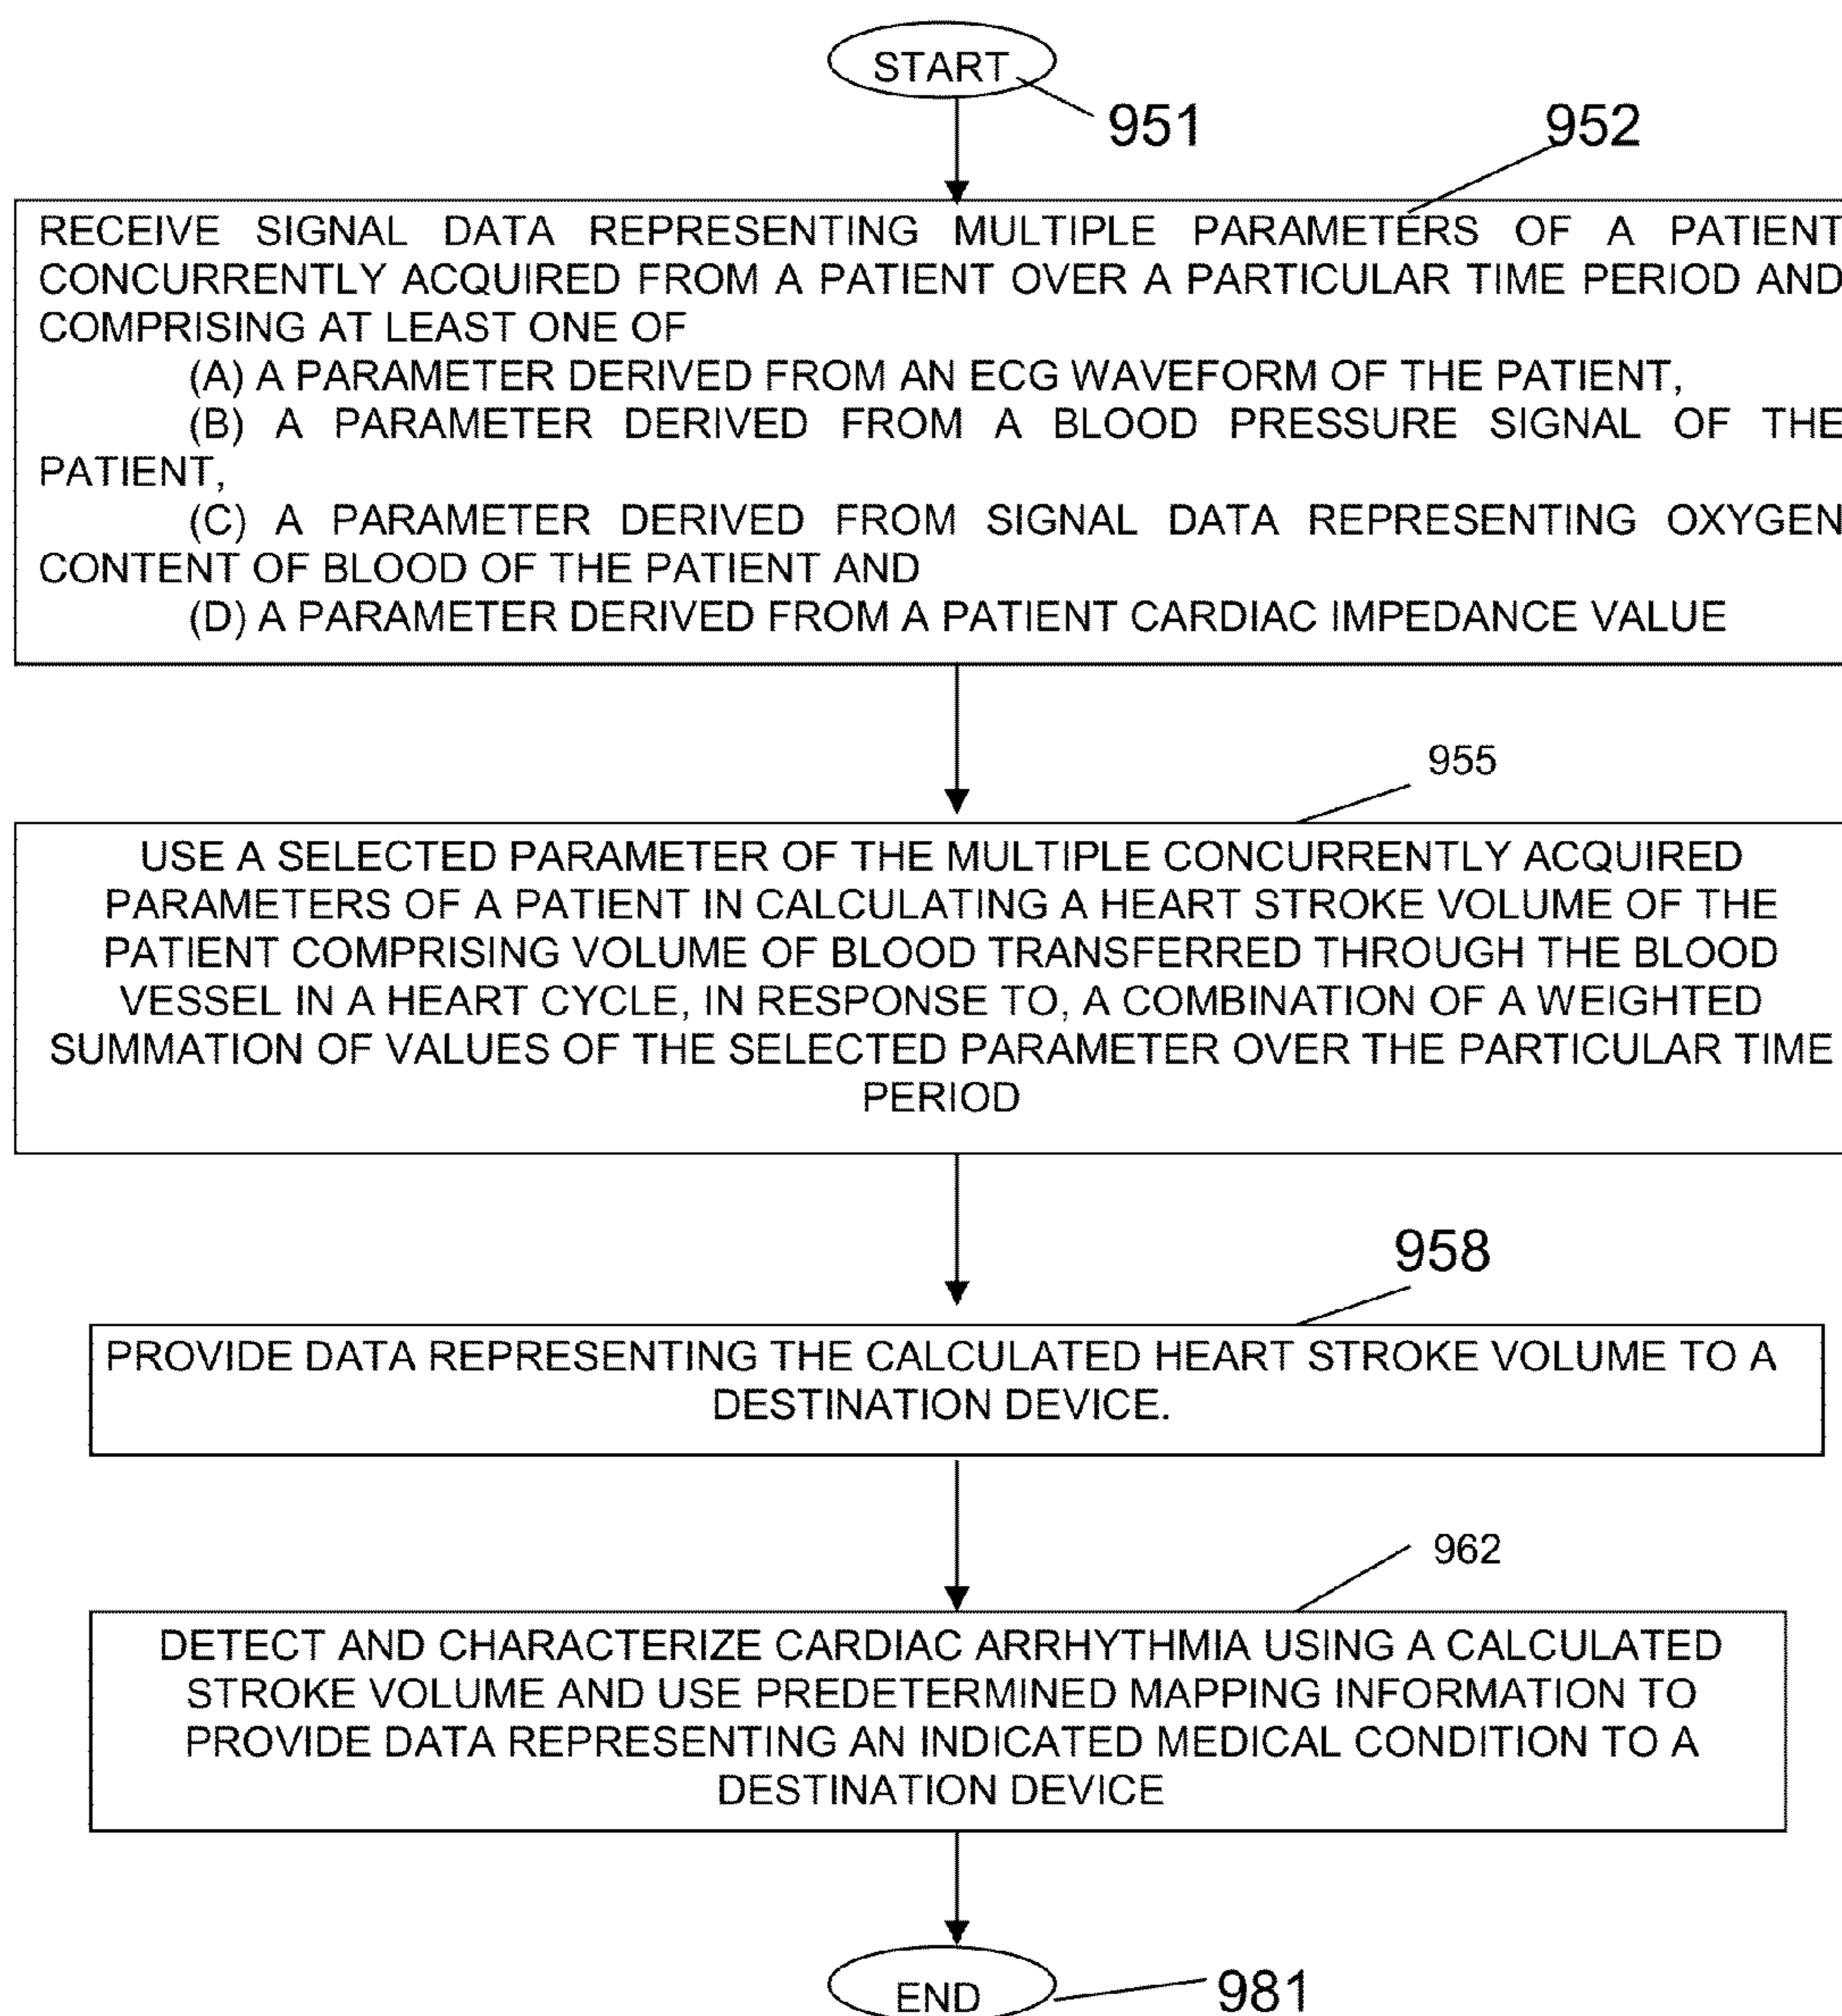 START
951
952
RECEIVE SIGNAL DATA REPRESENTING MULTIPLE PARAMETERS OF A PATIENT
CONCURRENTLY ACQUIRED FROM A PATIENT OVER A PARTICULAR TIME PERIOD AND
COMPRISING AT LEAST ONE OF
(A) A PARAMETER DERIVED FROM AN ECG WAVEFORM OF THE PATIENT,
(B) A PARAMETER DERIVED FROM A BLOOD PRESSURE SIGNAL OF THE
PATIENT,
(C) A PARAMETER DERIVED FROM SIGNAL DATA REPRESENTING OXYGEN
CONTENT OF BLOOD OF THE PATIENT AND
(D) A PARAMETER DERIVED FROM A PATIENT CARDIAC IMPEDANCE VALUE
955
USE A SELECTED PARAMETER OF THE MULTIPLE CONCURRENTLY ACQUIRED
PARAMETERS OF A PATIENT IN CALCULATING A HEART STROKE VOLUME OF THE
PATIENT COMPRISING VOLUME OF BLOOD TRANSFERRED THROUGH THE BLOOD
VESSEL IN A HEART CYCLE, IN RESPONSE TO, A COMBINATION OF A WEIGHTED
SUMMATION OF VALUES OF THE SELECTED PARAMETER OVER THE PARTICULAR TIME
PERIOD
958
PROVIDE DATA REPRESENTING THE CALCULATED HEART STROKE VOLUME TO A
DESTINATION DEVICE.
962
DETECT AND CHARACTERIZE CARDIAC ARRHYTHMIA USING A CALCULATED
STROKE VOLUME AND USE PREDETERMINED MAPPING INFORMATION TO
PROVIDE DATA REPRESENTING AN INDICATED MEDICAL CONDITION TO A
DESTINATION DEVICE
END
981